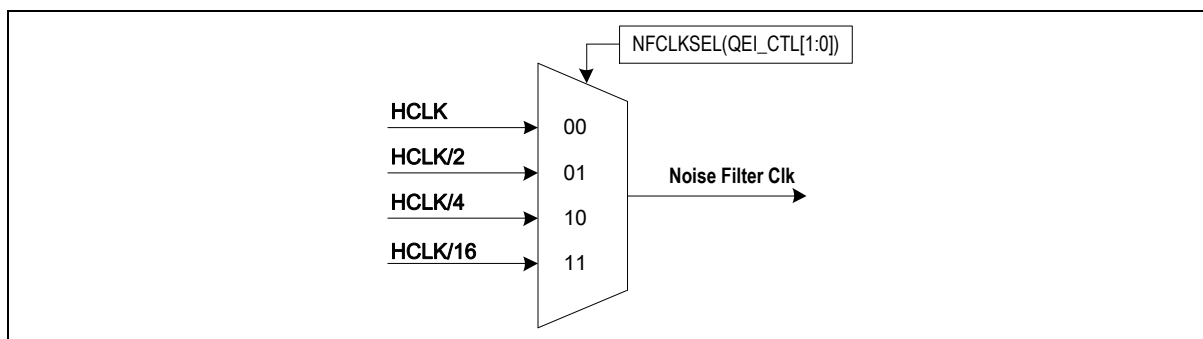 NFCLKSEL(QEI_CTL[1:0])
HCLK
00
HCLK/2
01
Noise Filter Clk
HCLK/4
10
HCLK/16
11